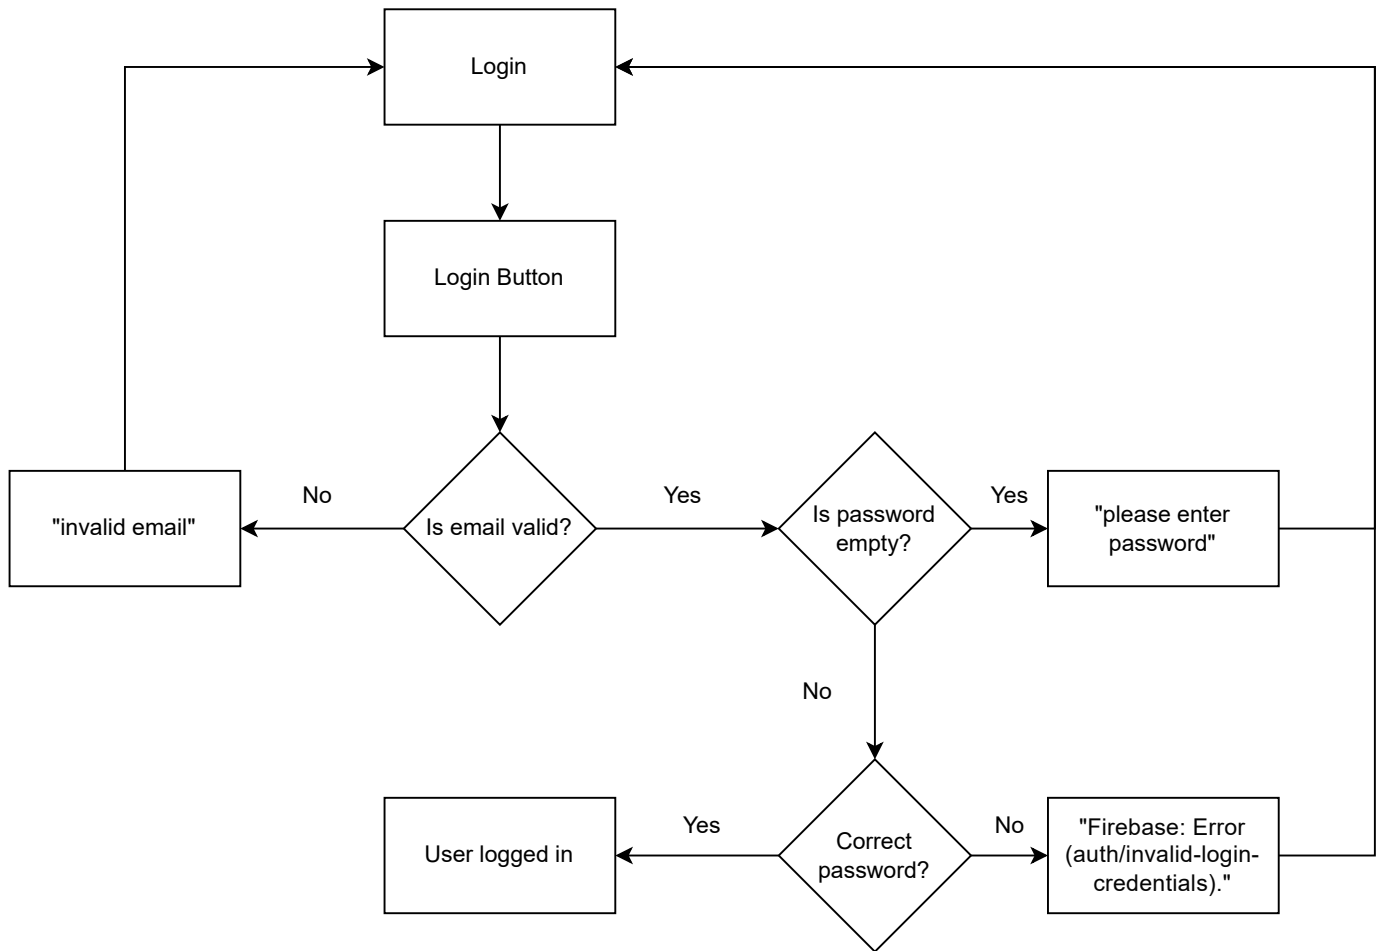 Login
Login Button
No
Yes
Yes
"invalid email"
Is email valid?
Is password
empty?
"please enter
password"
No
Yes
No
User logged in
Correct
password?
"Firebase: Error
(auth/invalid-login-
credentials)."